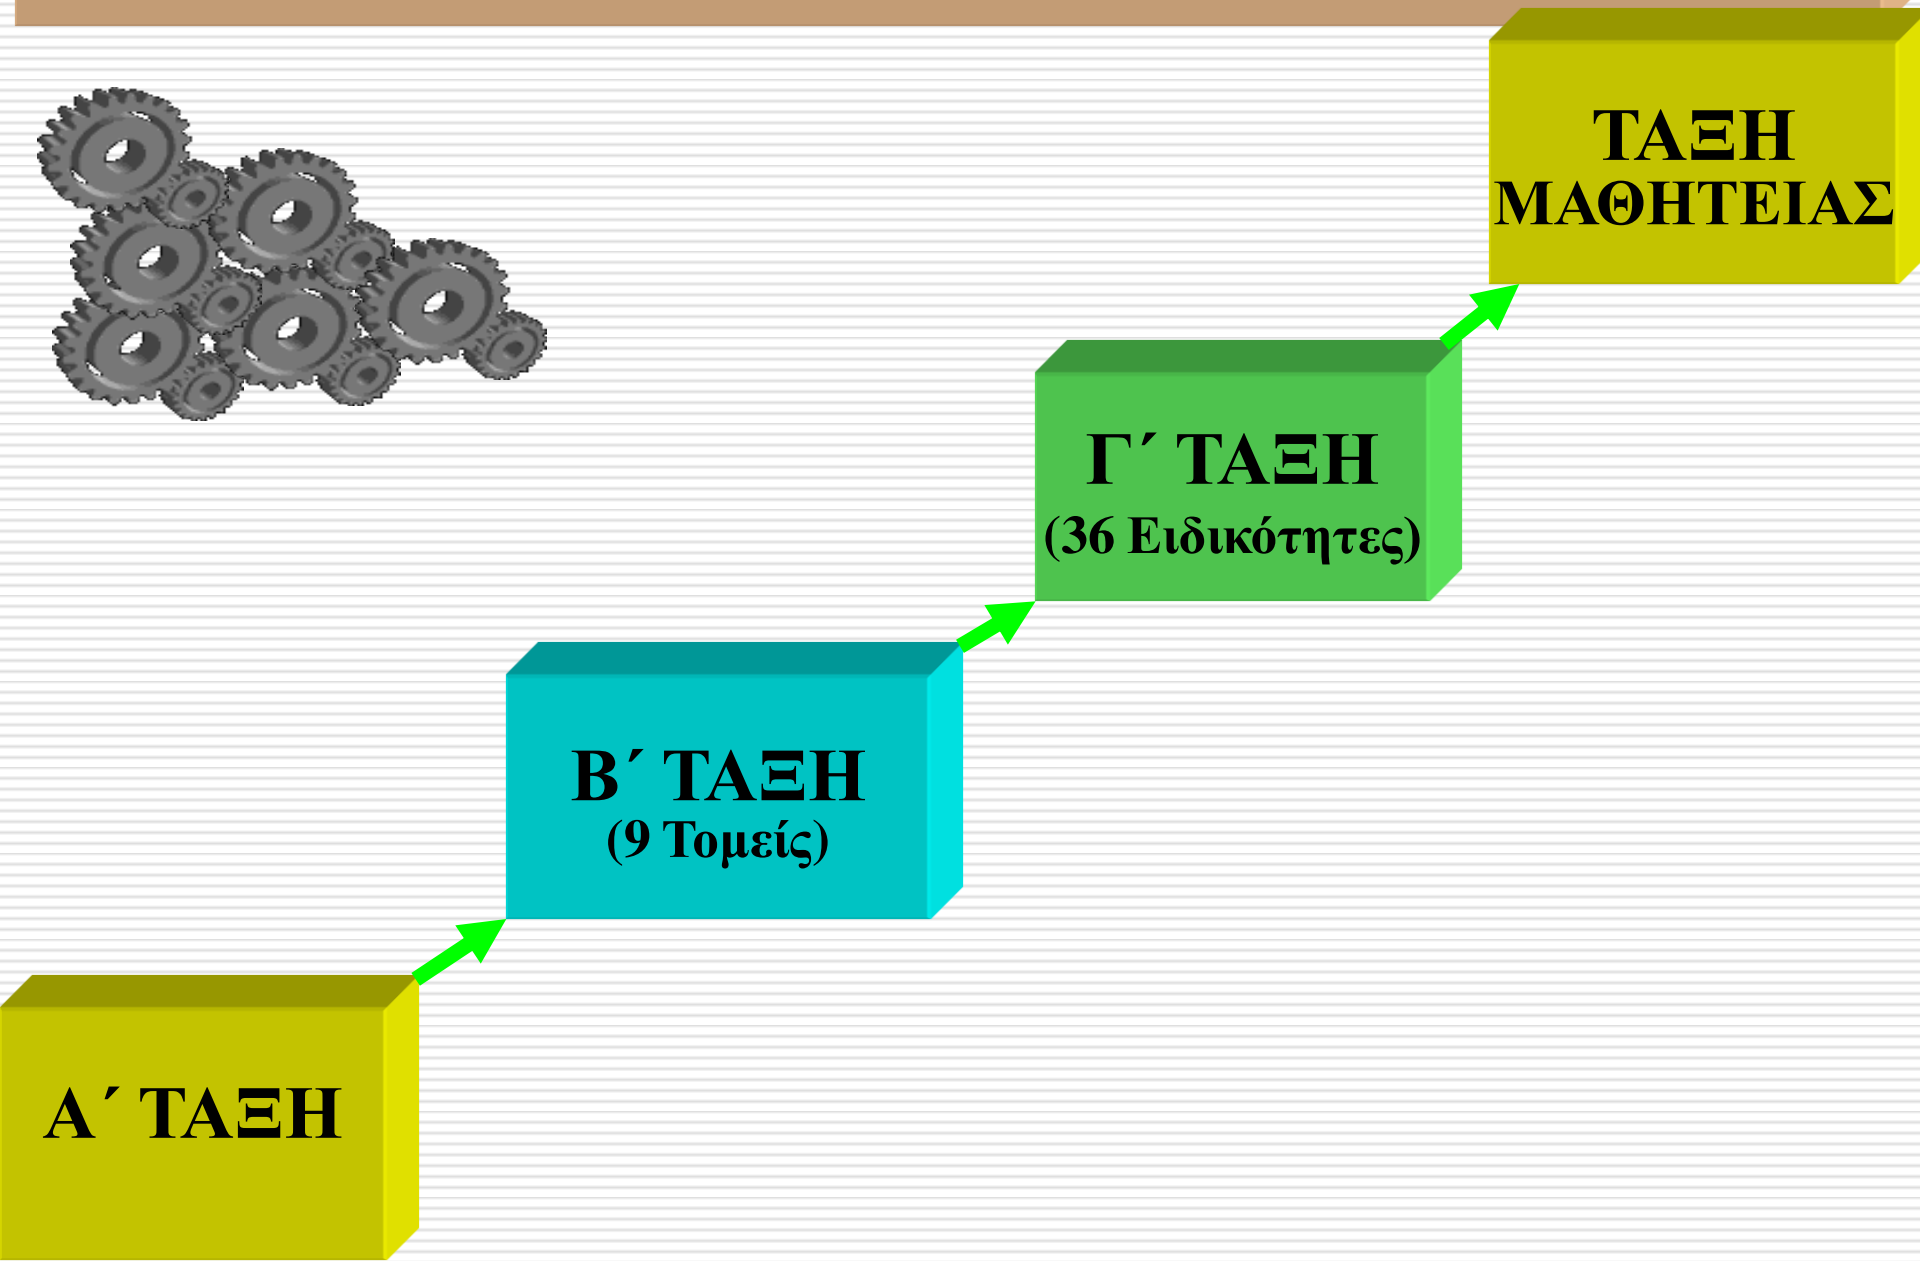 ΤΑΞΗ
ΜΑΘΗΤΕΙΑΣ
Γ΄ ΤΑΞΗ
(36 Ειδικότητες)
Β΄ ΤΑΞΗ
(9 Τομείς)
Α΄ ΤΑΞΗ